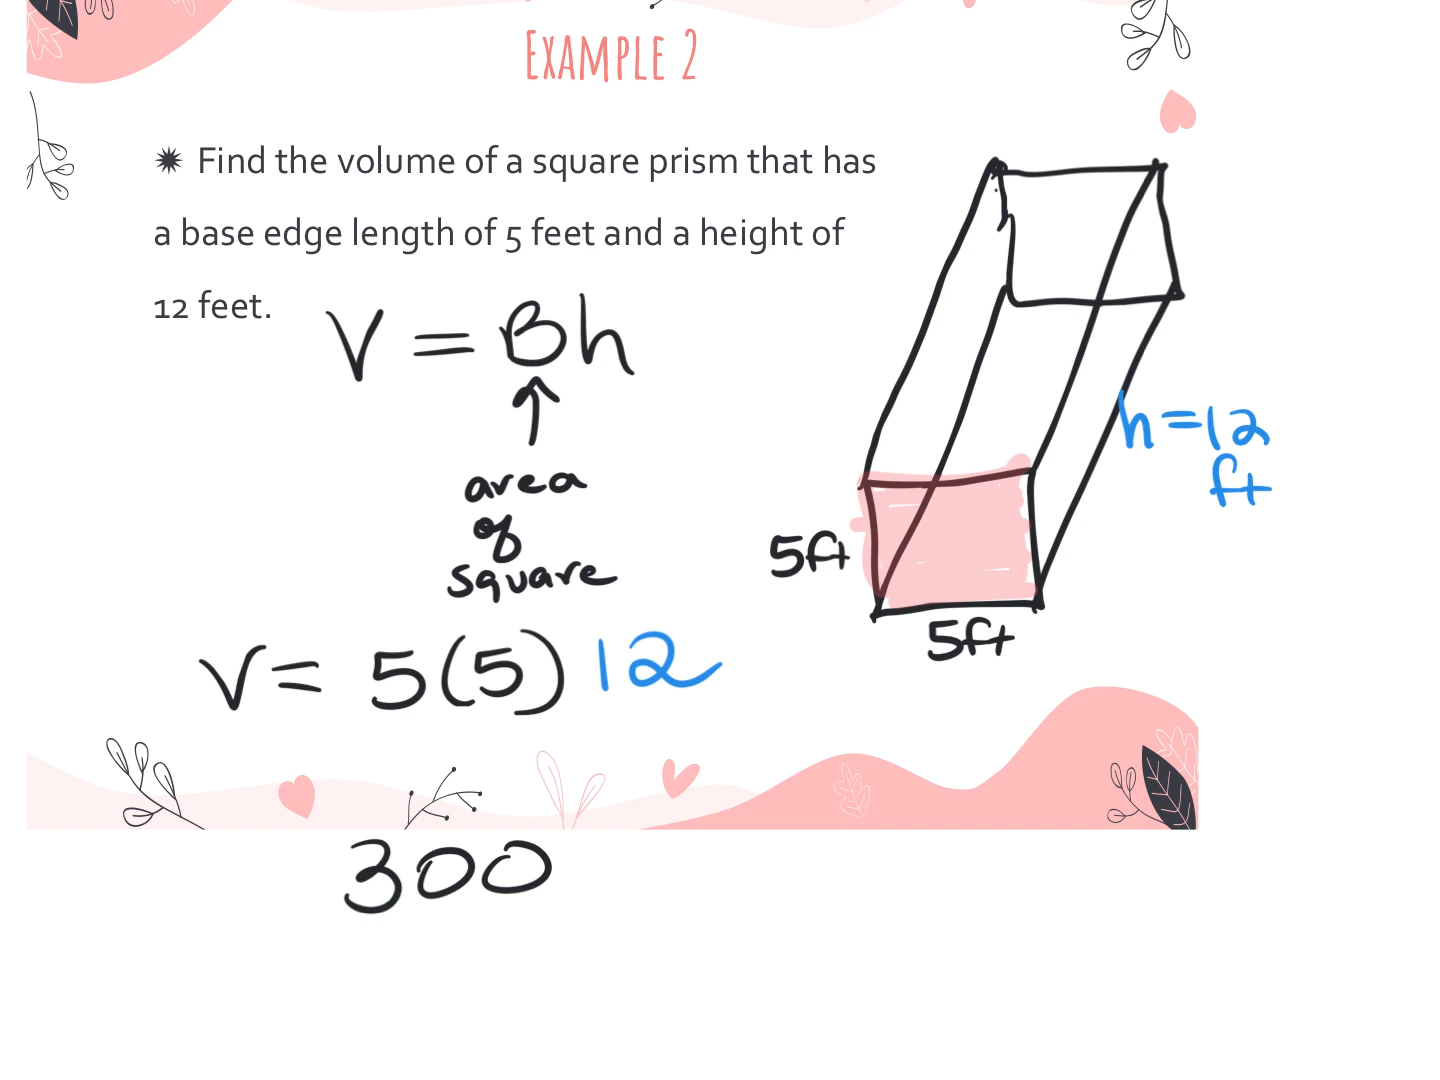 EXAMPLE 2
✹ Find the volume of a square prism that has
a base edge length of 5 feet and a height of
12 feet.
V = Bh
↑
area
of
square
V = 5(5) 12
300
h = 12
ft
5ft
5ft